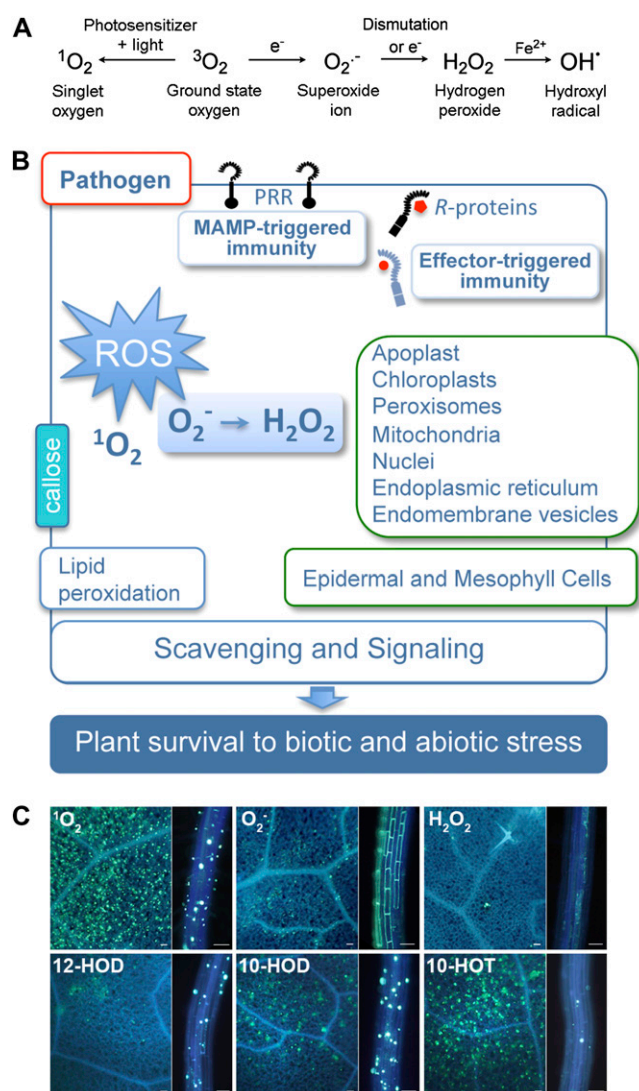 A
Photosensitizer
+ light
Dismutation
or e⁻
e⁻
Fe²⁺
¹O₂
³O₂
O₂·⁻
H₂O₂
OH•
Singlet
oxygen
Ground state
oxygen
Superoxide
ion
Hydrogen
peroxide
Hydroxyl
radical
B
Pathogen
PRR
MAMP-triggered
immunity
R-proteins
Effector-triggered
immunity
ROS
¹O₂
O₂⁻ → H₂O₂
Apoplast
Chloroplasts
Peroxisomes
Mitochondria
Nuclei
Endoplasmic reticulum
Endomembrane vesicles
callose
Lipid
peroxidation
Epidermal and Mesophyll Cells
Scavenging and Signaling
Plant survival to biotic and abiotic stress
C
¹O₂
O₂·⁻
H₂O₂
12-HOD
10-HOD
10-HOT